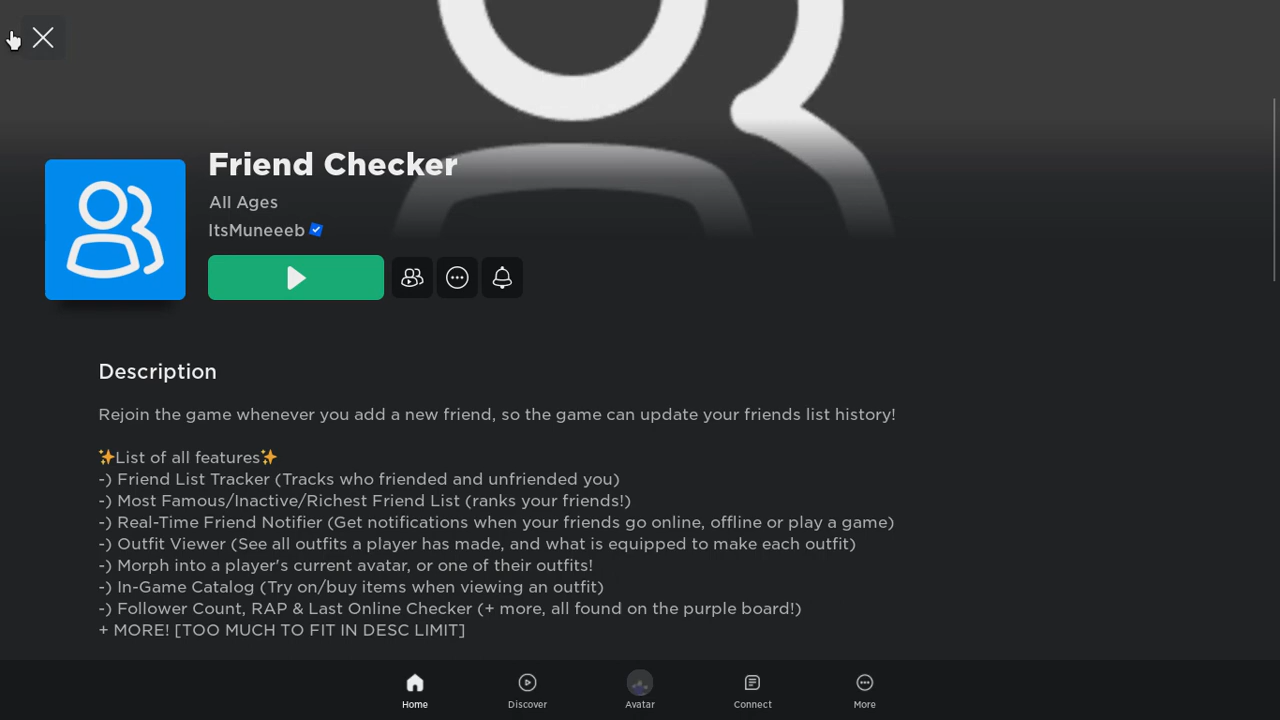 Friend Checker
All Ages
ItsMuneeeb
Description
Rejoin the game whenever you add a new friend, so the game can update your friends list history!
✨List of all features✨
-) Friend List Tracker (Tracks who friended and unfriended you)
-) Most Famous/Inactive/Richest Friend List (ranks your friends!)
-) Real-Time Friend Notifier (Get notifications when your friends go online, offline or play a game)
-) Outfit Viewer (See all outfits a player has made, and what is equipped to make each outfit)
-) Morph into a player's current avatar, or one of their outfits!
-) In-Game Catalog (Try on/buy items when viewing an outfit)
-) Follower Count, RAP & Last Online Checker (+ more, all found on the purple board!)
+ MORE! [TOO MUCH TO FIT IN DESC LIMIT]
Home Discover Avatar Connect More